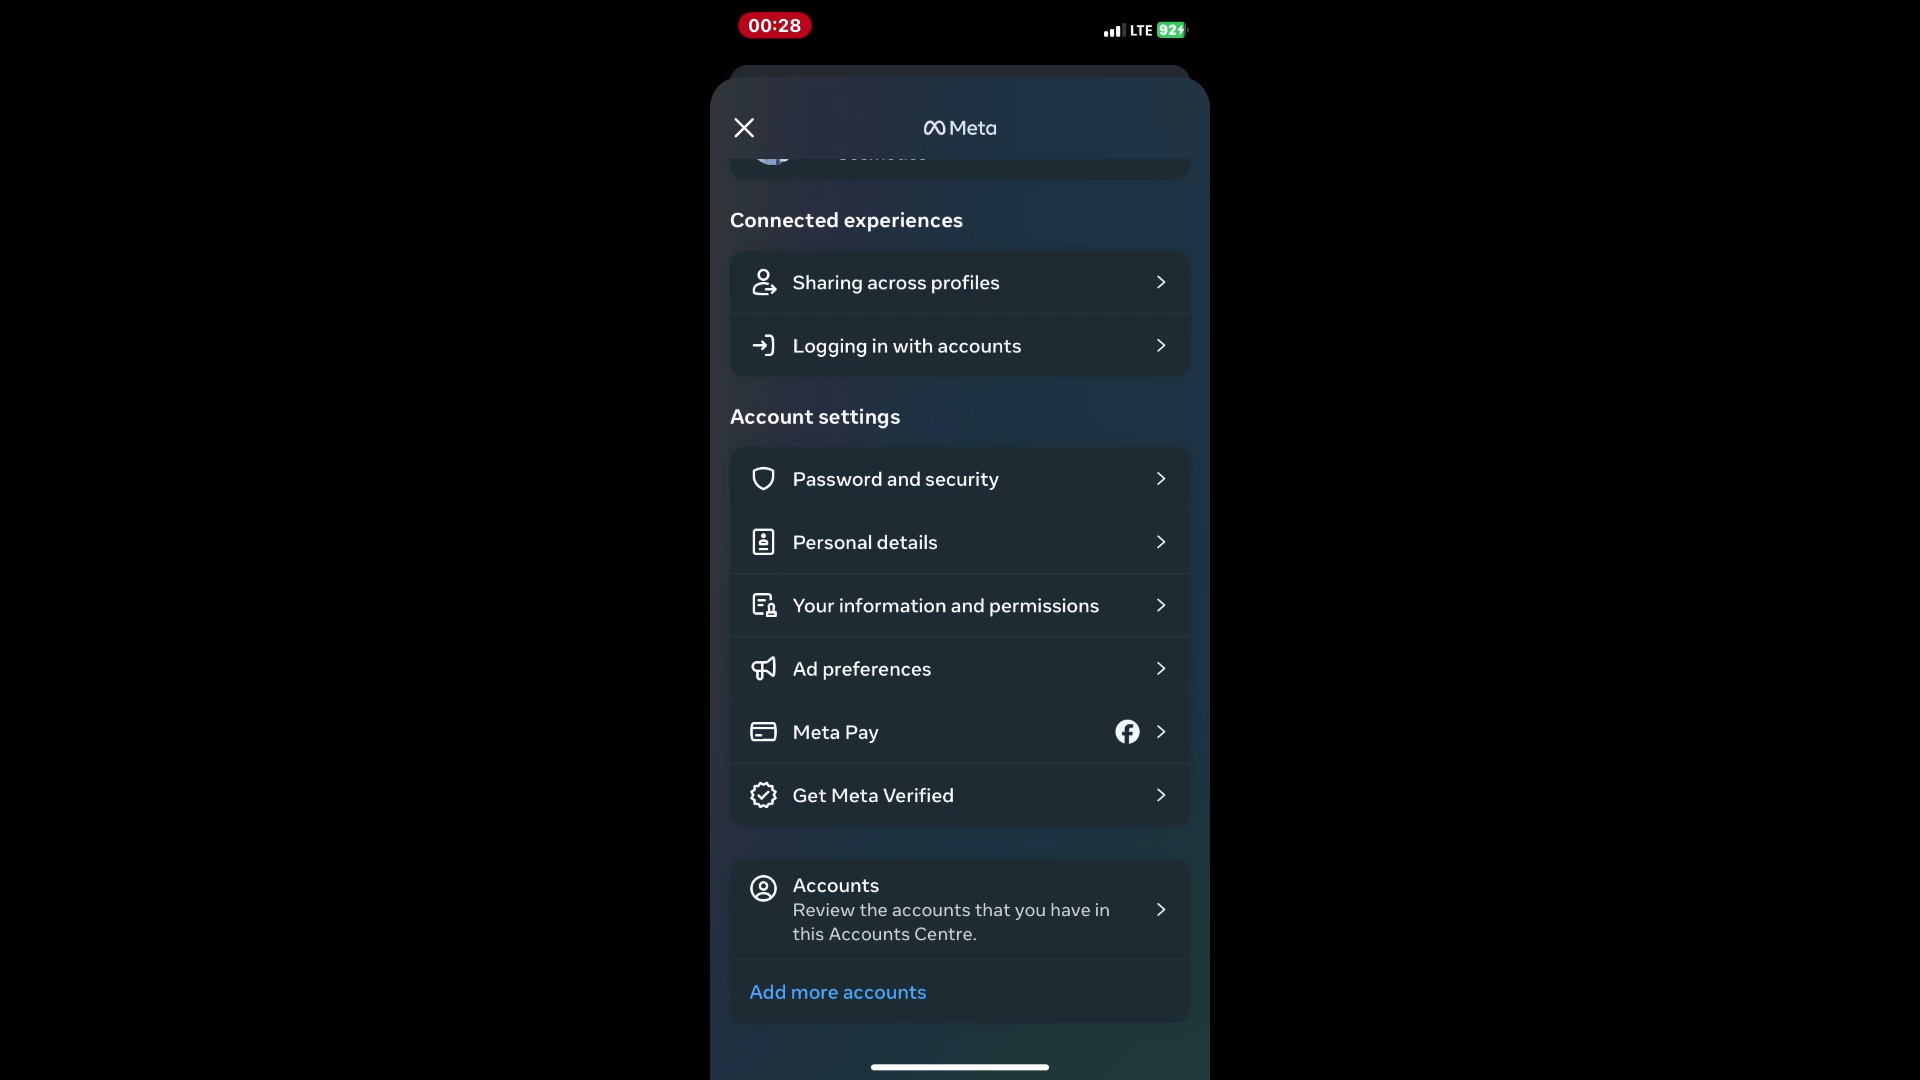 00:28
LTE 92
Meta
Connected experiences
Sharing across profiles
Logging in with accounts
Account settings
Password and security
Personal details
Your information and permissions
Ad preferences
Meta Pay
Get Meta Verified
Accounts
Review the accounts that you have in
this Accounts Centre.
Add more accounts